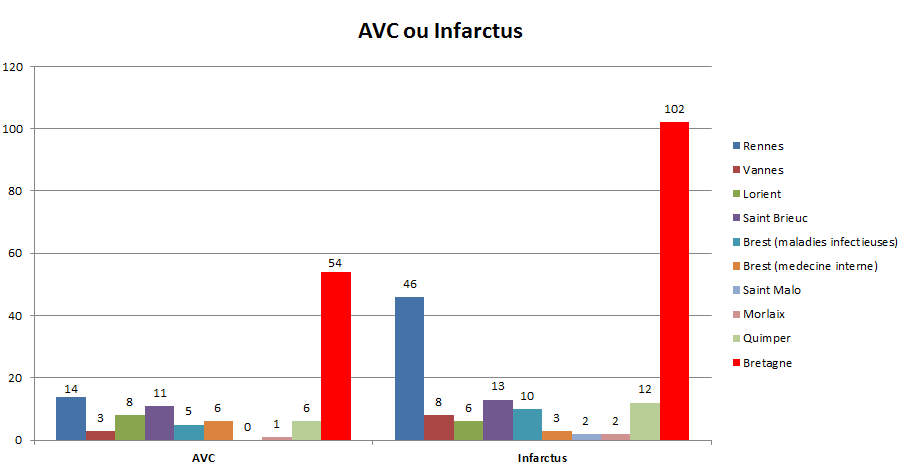 AVC ou Infarctus
120
100
80
60
40
20
0
14
3
8
11
5
6
0
1
6
54
46
8
6
13
10
3
2
2
12
102
AVC
Infarctus
Rennes
Vannes
Lorient
Saint Brieuc
Brest (maladies infectieuses)
Brest (medecine interne)
Saint Malo
Morlaix
Quimper
Bretagne